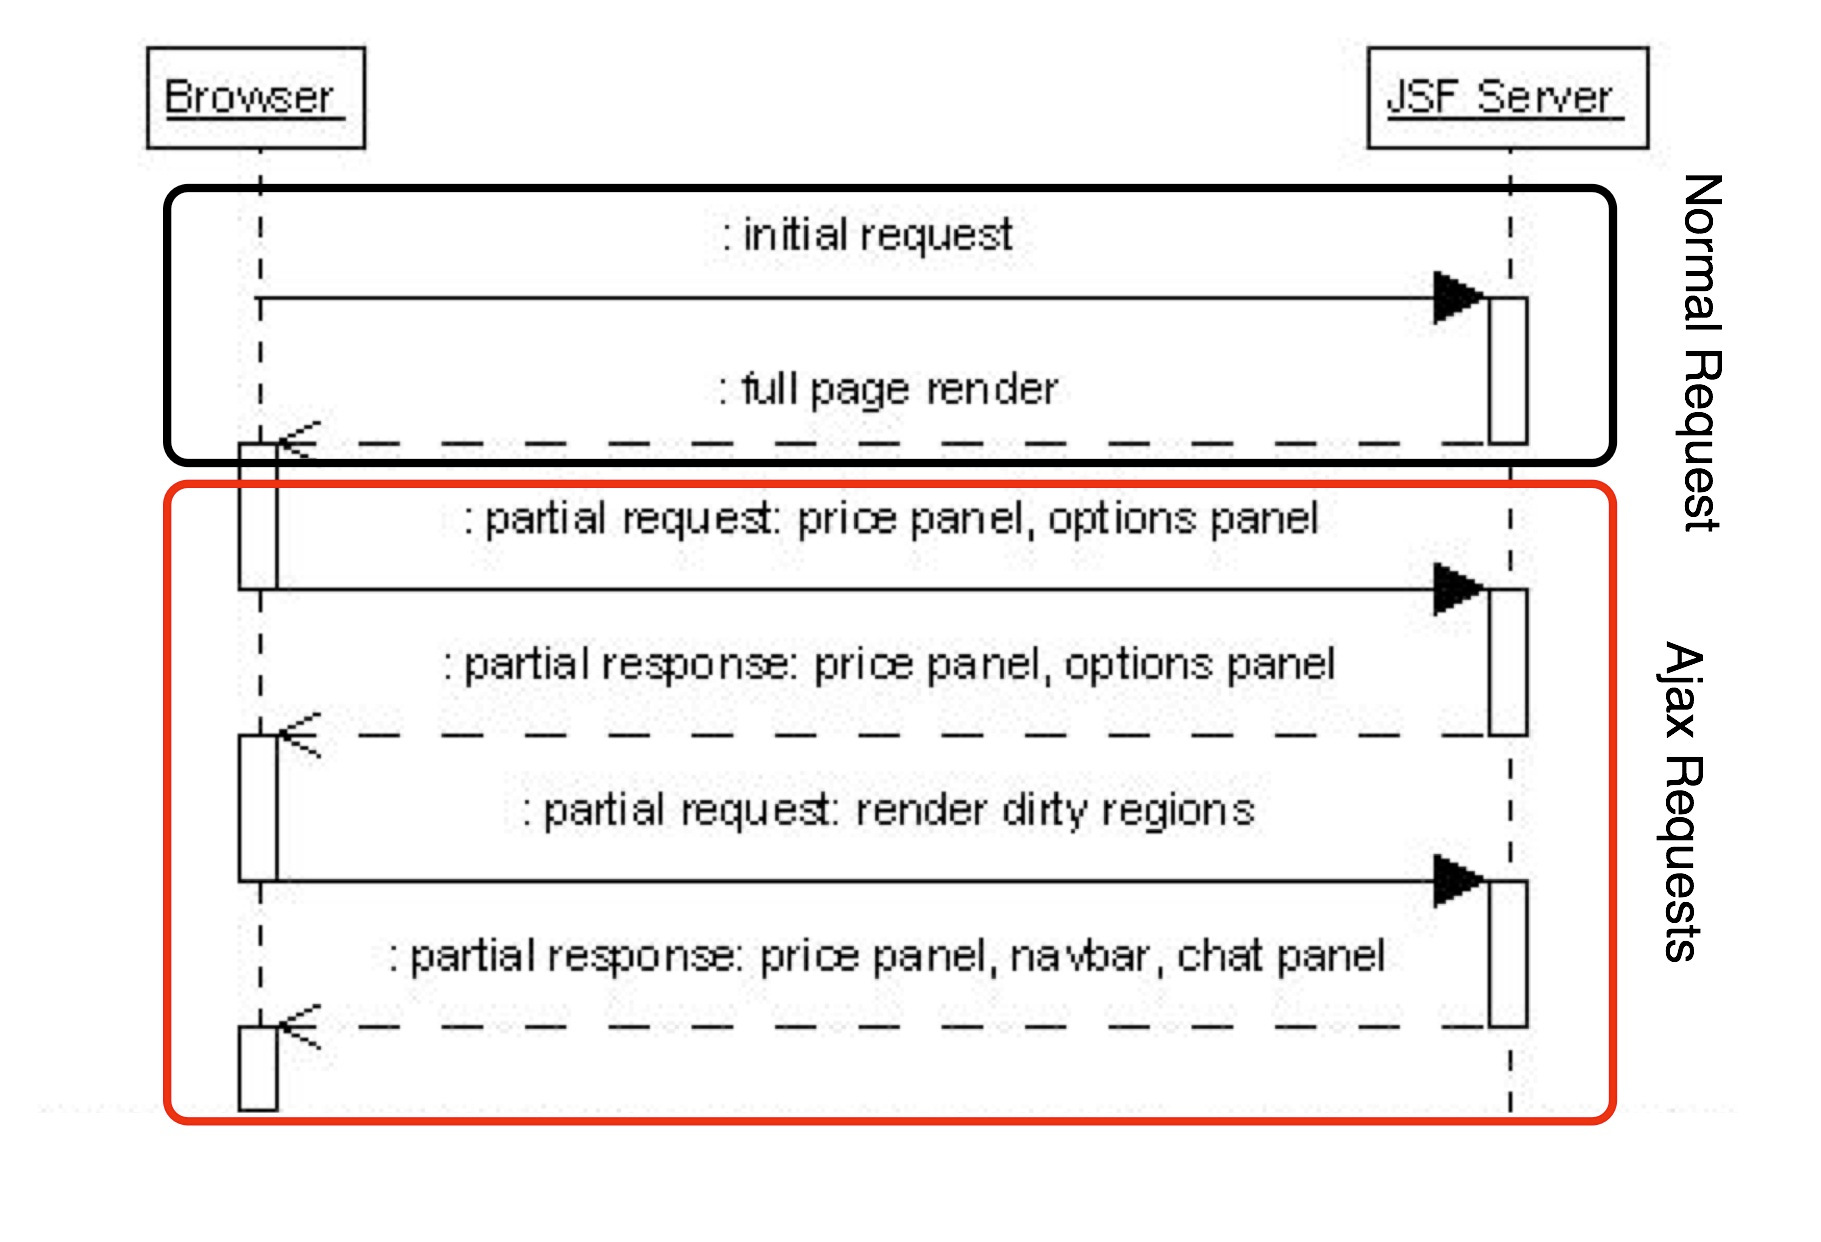 Browser
JSF Server
: initial request
: full page render
: partial request: price panel, options panel
: partial response: price panel, options panel
: partial request: render dirty regions
: partial response: price panel, navbar, chat panel
Normal Request
Ajax Requests